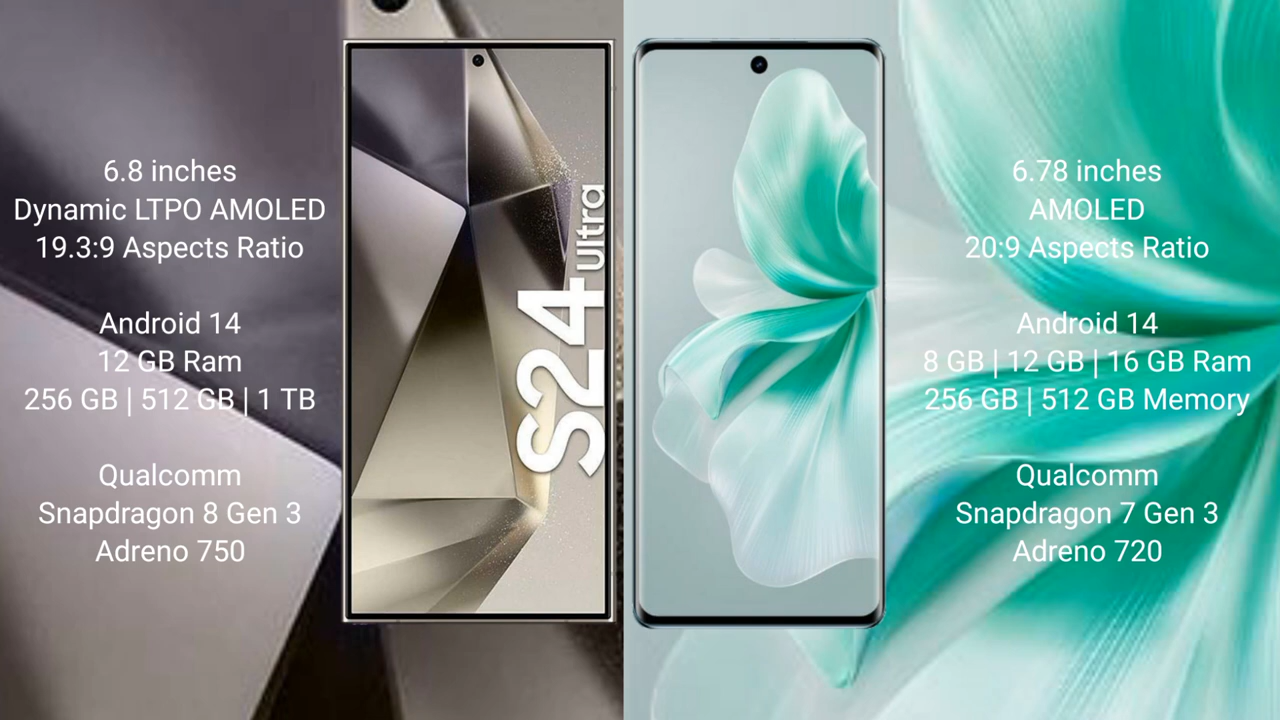 6.8 inches
Dynamic LTPO AMOLED
19.3:9 Aspects Ratio
Android 14
12 GB Ram
256 GB | 512 GB | 1 TB
Qualcomm
Snapdragon 8 Gen 3
Adreno 750
S24 Ultra
6.78 inches
AMOLED
20:9 Aspects Ratio
Android 14
8 GB | 12 GB | 16 GB Ram
256 GB | 512 GB Memory
Qualcomm
Snapdragon 7 Gen 3
Adreno 720